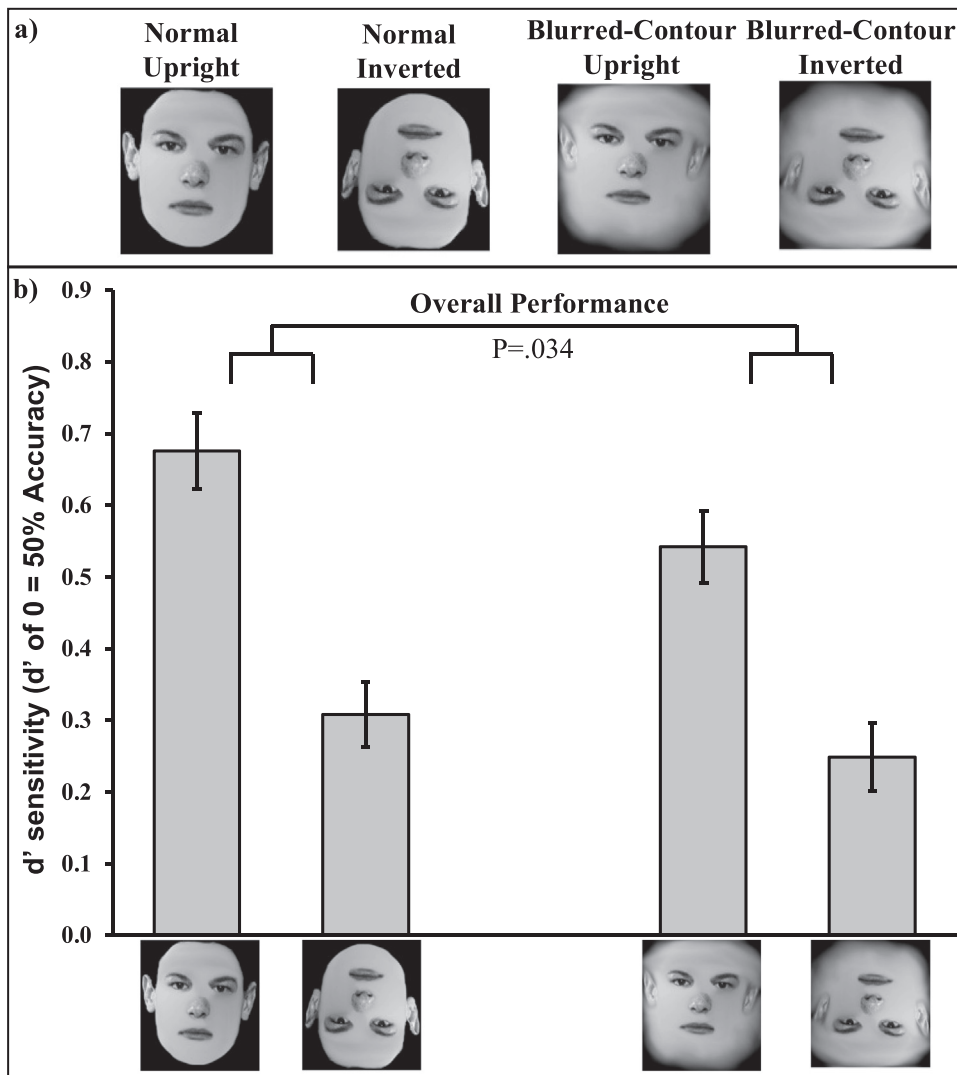 a)
Normal
Upright
Normal
Inverted
Blurred-Contour
Upright
Blurred-Contour
Inverted
b)
Overall Performance
P=.034
d' sensitivity (d' of 0 = 50% Accuracy)
0.9
0.8
0.7
0.6
0.5
0.4
0.3
0.2
0.1
0.0